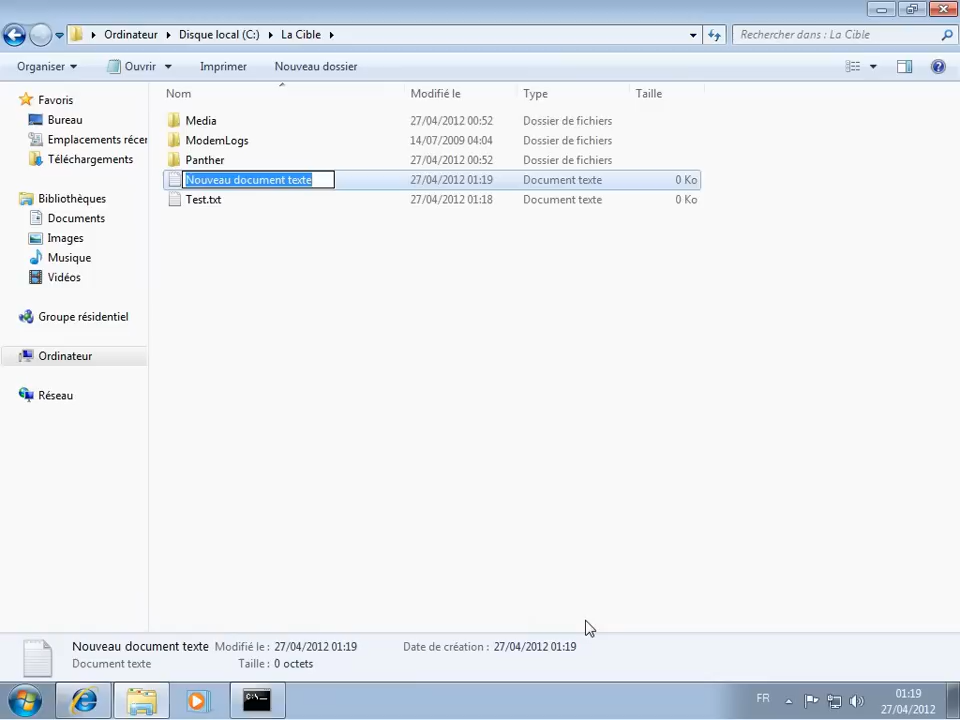 Ordinateur Disque local (C:) La Cible Rechercher dans : La Cible
Organiser Ouvrir Imprimer Nouveau dossier
Nom Modifié le Type Taille
Favoris
Bureau
Emplacements récer
Téléchargements
Bibliothèques
Documents
Images
Musique
Vidéos
Groupe résidentiel
Ordinateur
Réseau
Media 27/04/2012 00:52 Dossier de fichiers
ModemLogs 14/07/2009 04:04 Dossier de fichiers
Panther 27/04/2012 00:52 Dossier de fichiers
Nouveau document texte 27/04/2012 01:19 Document texte 0 Ko
Test.txt 27/04/2012 01:18 Document texte 0 Ko
Nouveau document texte Modifié le : 27/04/2012 01:19 Date de création : 27/04/2012 01:19
Document texte Taille : 0 octets
C:\_
FR 01:19
27/04/2012